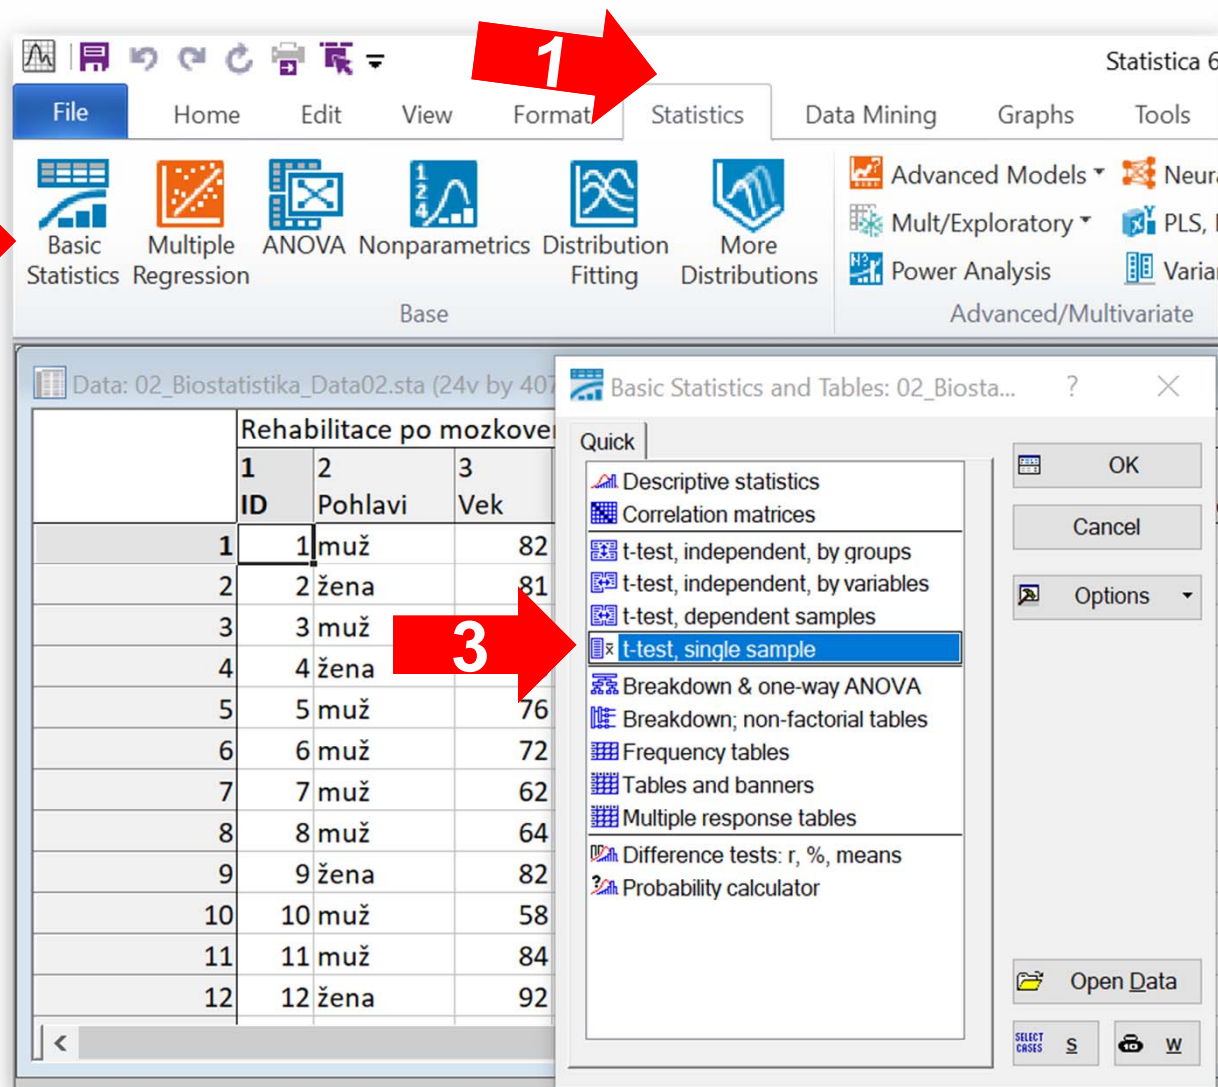 1
Statistica 6
File Home Edit View Format Statistics Data Mining Graphs Tools
Basic Statistics
Multiple Regression
ANOVA
Nonparametrics
Distribution Fitting
More Distributions
Base
Advanced Models
Mult/Exploratory
Power Analysis
PLS,
Advanced/Multivariate
Data: 02_Biostatistika_Data02.sta (24v by 407
Rehabilitace po
1 2 3
ID Pohlavi Vek
1 1 muž 82
2 2 žena 81
3 3 muž
4 4 žena
5 5 muž 76
6 6 muž 72
7 7 muž 62
8 8 muž 64
9 9 žena 82
10 10 muž 58
11 11 muž 84
12 12 žena 92
3
Basic Statistics and Tables: 02_Biosta... ?
Quick
Descriptive statistics
Correlation matrices
t-test, independent, by groups
t-test, independent, by variables
t-test, dependent samples
t-test, single sample
Breakdown & one-way ANOVA
Breakdown; non-factorial tables
Frequency tables
Tables and banners
Multiple response tables
Difference tests: r, %, means
Probability calculator
OK
Cancel
Options
Open Data
SELECT CASES S W